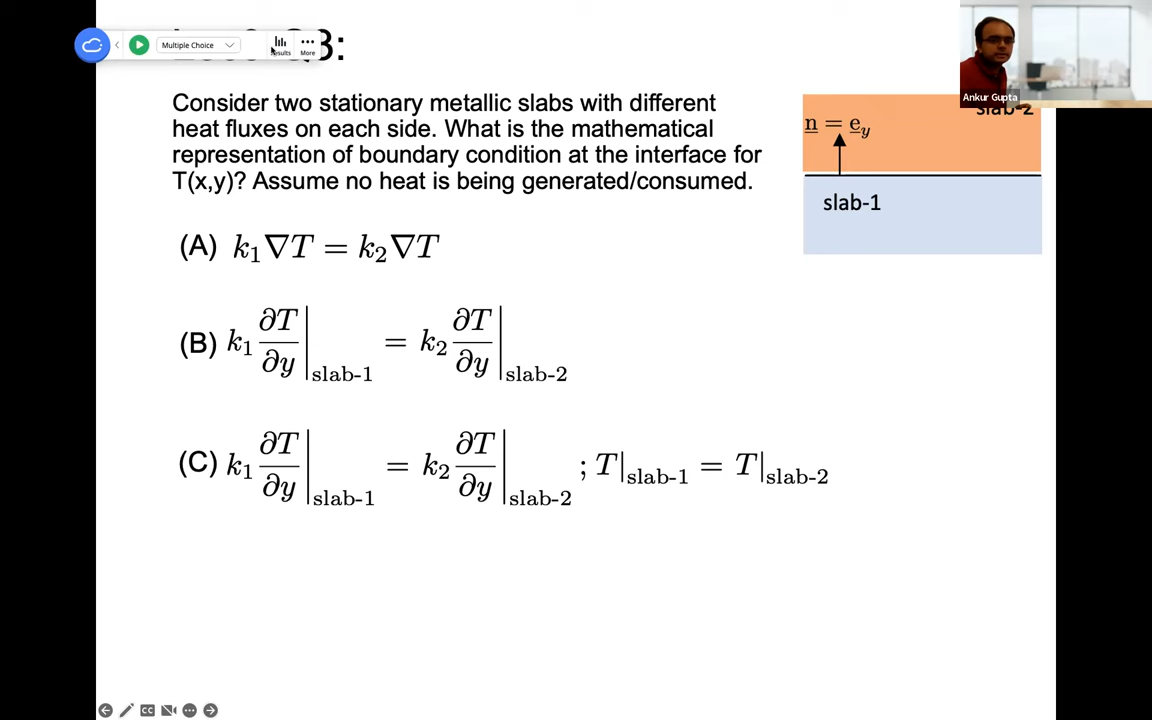 Multiple Choice
More
3:
Ankur Gupta
Consider two stationary metallic slabs with different
heat fluxes on each side. What is the mathematical
representation of boundary condition at the interface for
T(x,y)? Assume no heat is being generated/consumed.
n = e_y
slab-2
slab-1
(A) k₁∇T = k₂∇T
(B) k₁ ∂T/∂y |slab-1 = k₂ ∂T/∂y |slab-2
(C) k₁ ∂T/∂y |slab-1 = k₂ ∂T/∂y |slab-2 ; T|slab-1 = T|slab-2
CC